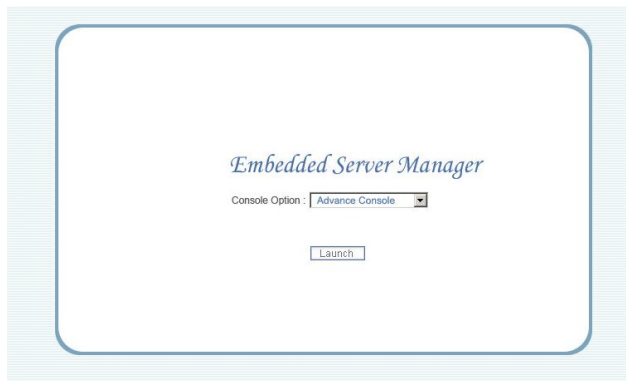 Embedded Server Manager
Console Option : Advance Console
Launch